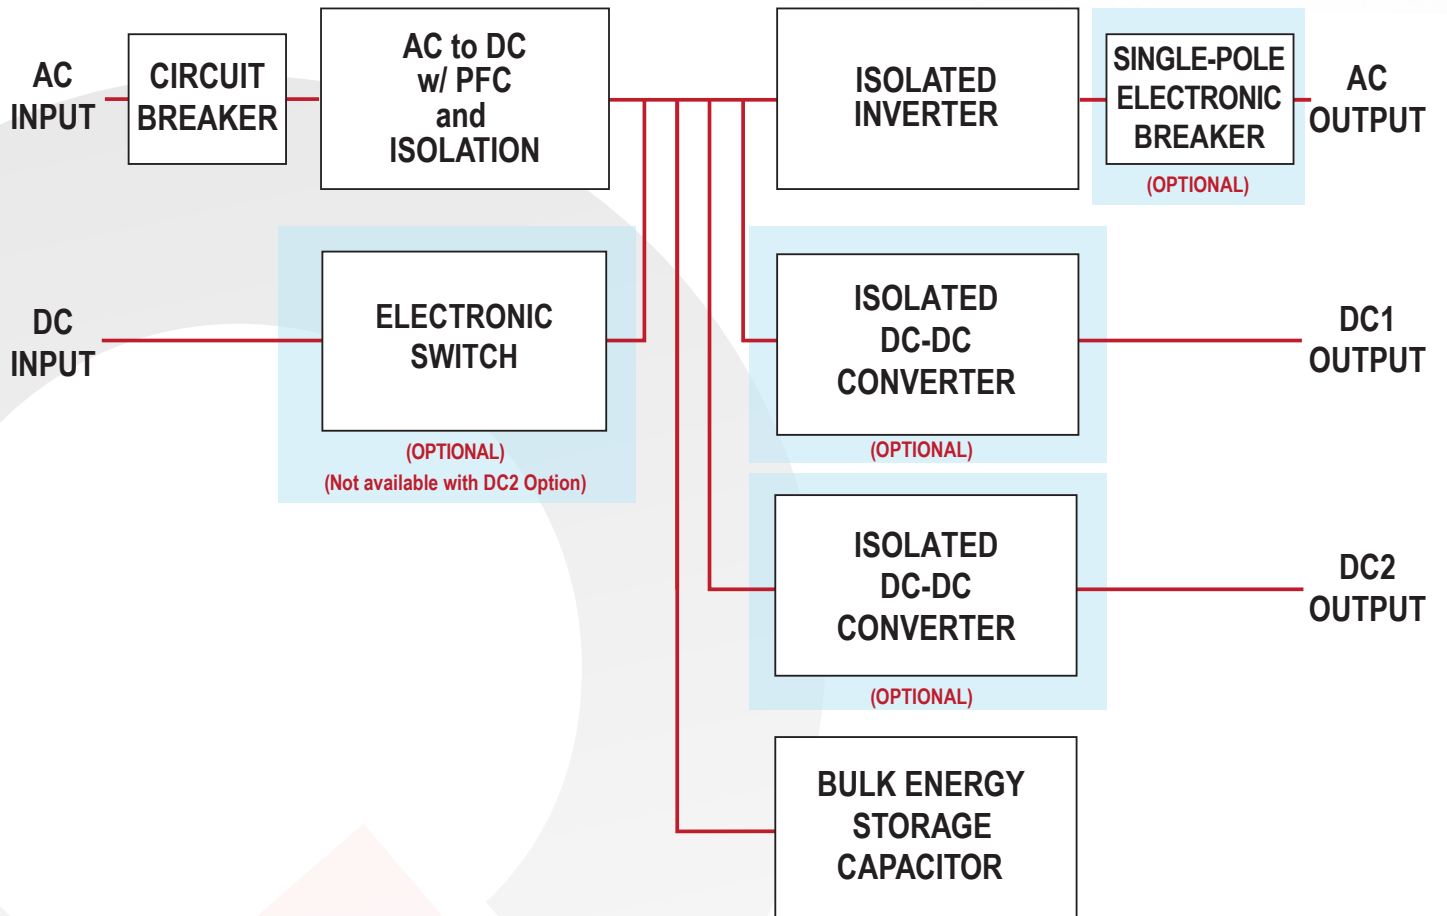 AC
INPUT
CIRCUIT
BREAKER
AC to DC
w/ PFC
and
ISOLATION
ISOLATED
INVERTER
SINGLE-POLE
ELECTRONIC
BREAKER
(OPTIONAL)
AC
OUTPUT
DC
INPUT
ELECTRONIC
SWITCH
(OPTIONAL)
(Not available with DC2 Option)
ISOLATED
DC-DC
CONVERTER
(OPTIONAL)
DC1
OUTPUT
ISOLATED
DC-DC
CONVERTER
(OPTIONAL)
DC2
OUTPUT
BULK ENERGY
STORAGE
CAPACITOR